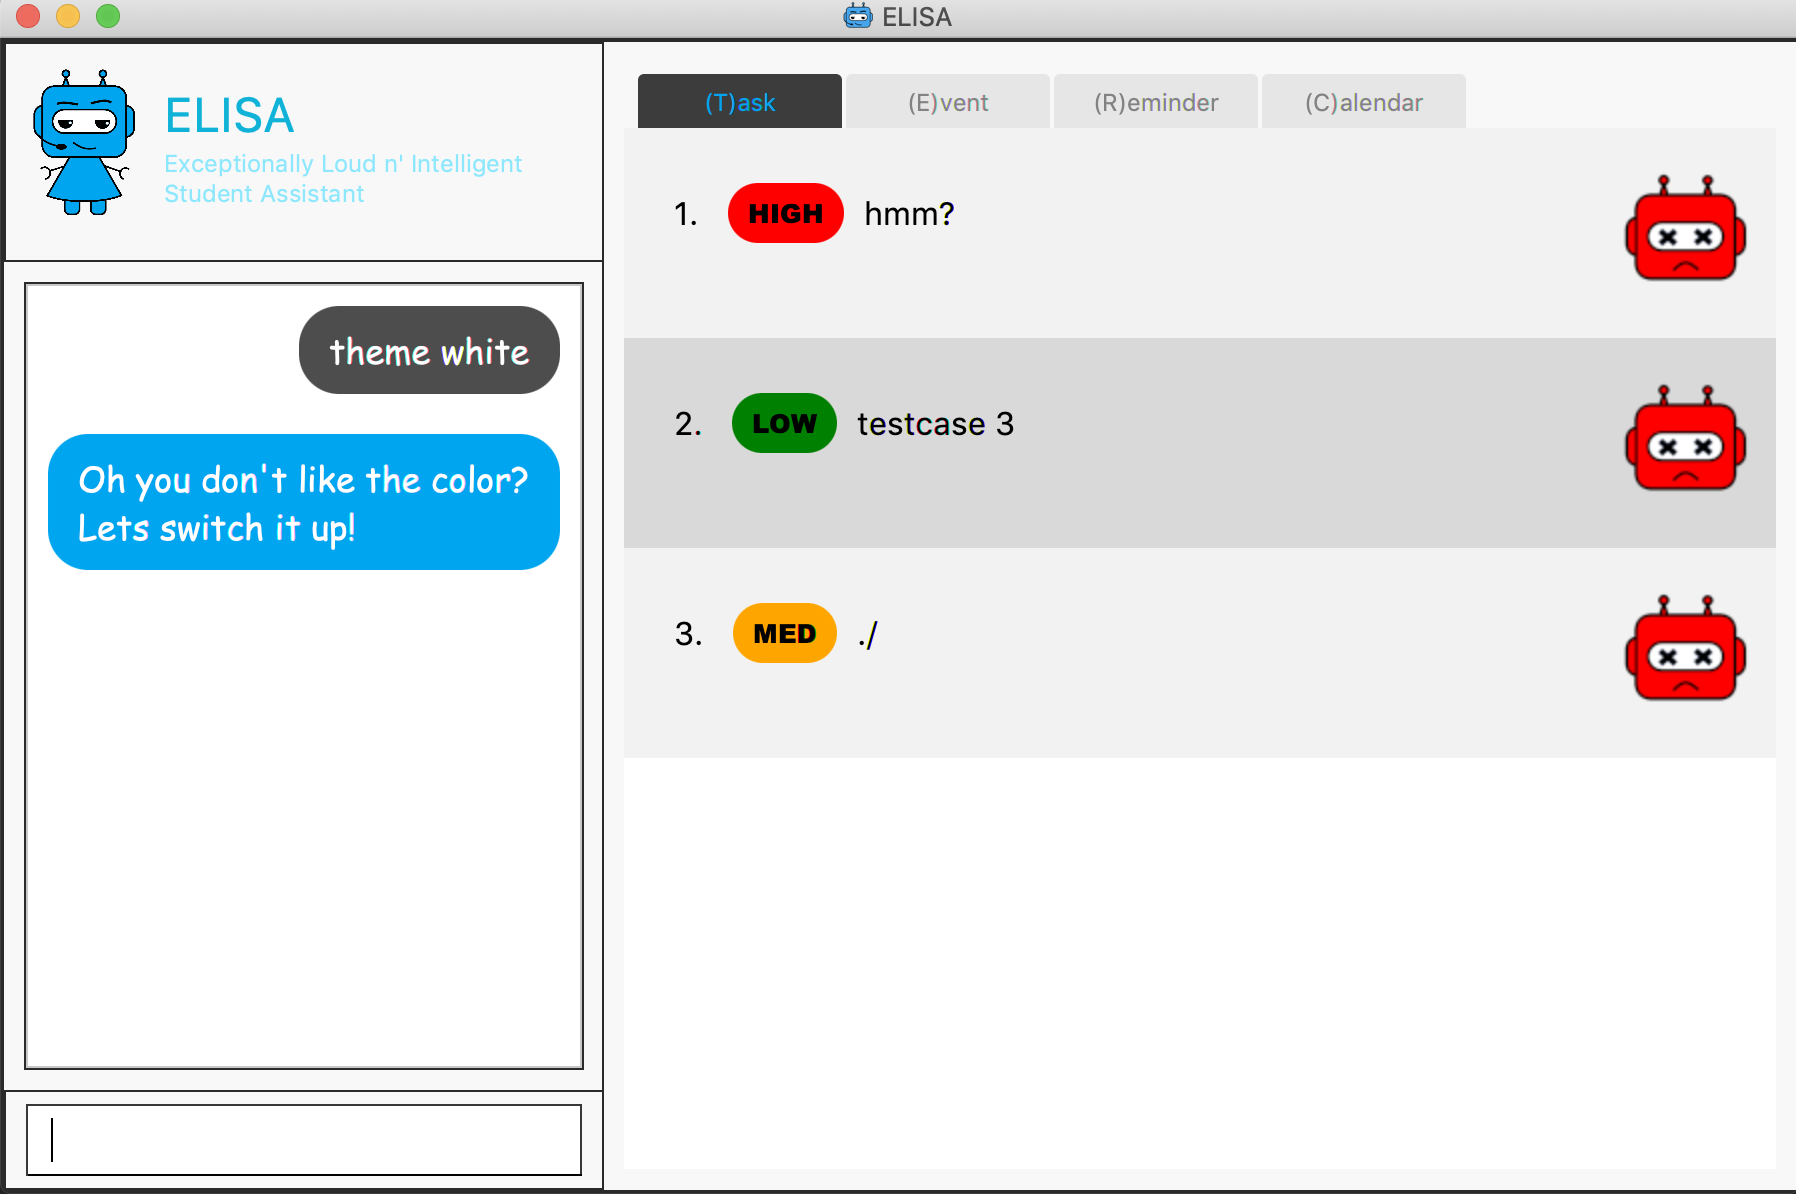 ELISA
ELISA
Exceptionally Loud n' Intelligent
Student Assistant
theme white
Oh you don't like the color?
Lets switch it up!
(T)ask
(E)vent
(R)eminder
(C)alendar
1. HIGH hmm?
2. LOW testcase 3
3. MED ./